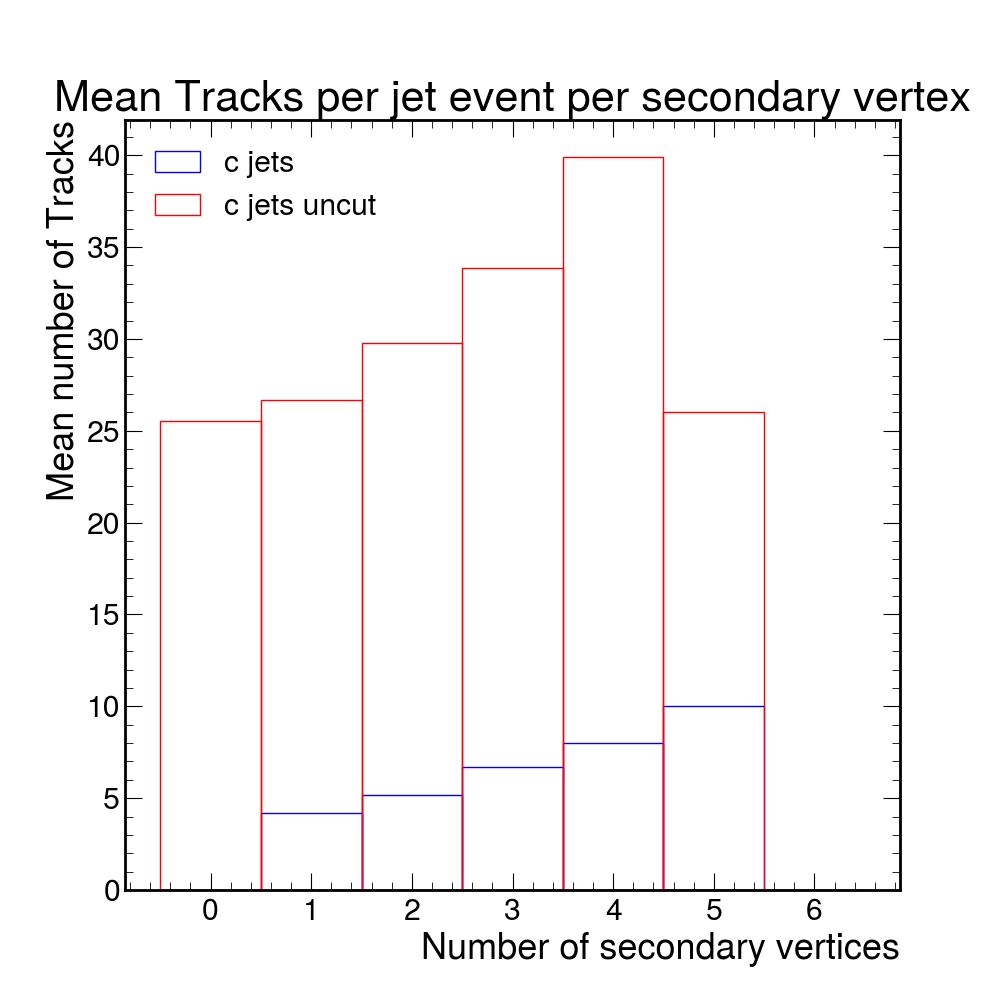 Mean Tracks per jet event per secondary vertex
Mean number of Tracks
c jets
c jets uncut
40
35
30
25
20
15
10
5
0
0 1 2 3 4 5 6
Number of secondary vertices